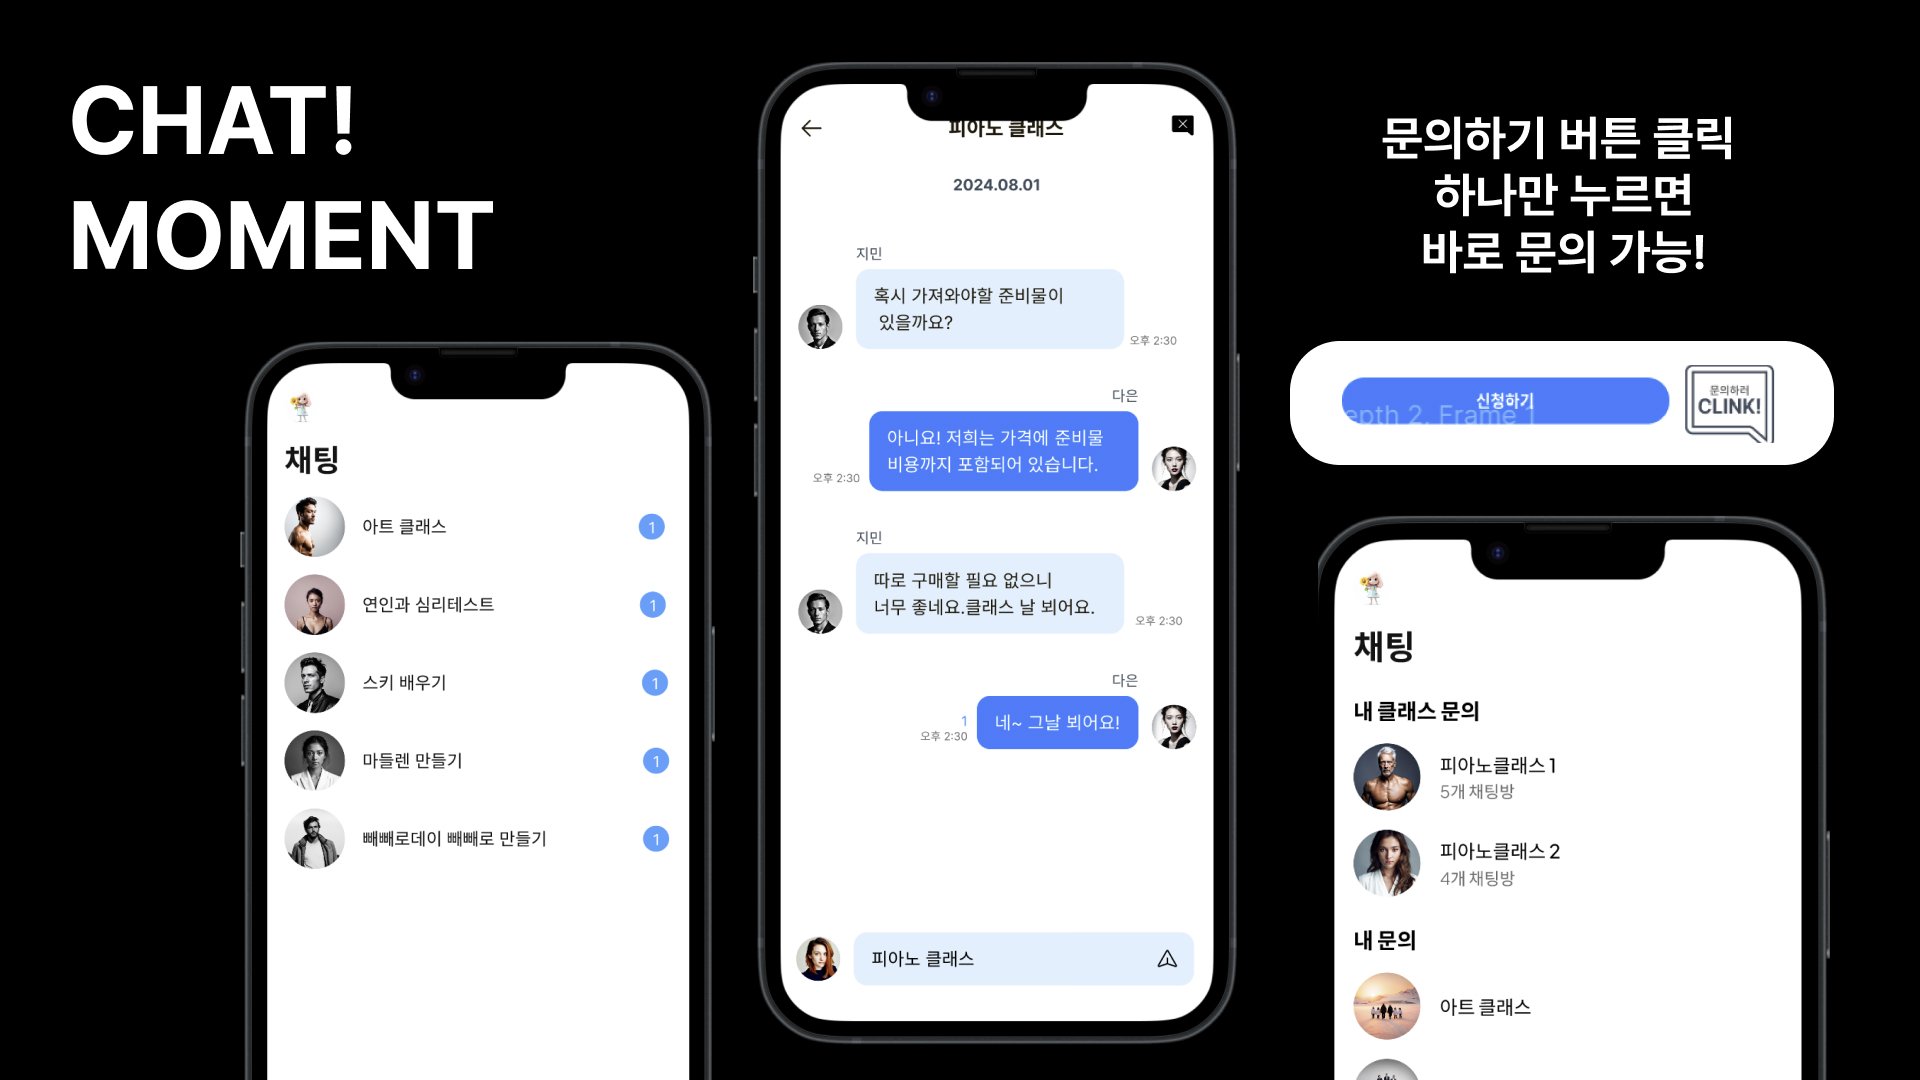 CHAT!
MOMENT
채팅
아트 클래스
1
연인과 심리테스트
1
스키 배우기
1
마들렌 만들기
1
빼빼로데이 빼빼로 만들기
1
피아노 클래스
2024.08.01
지민
혹시 가져와야할 준비물이
있을까요?
오후 2:30
다은
아니요! 저희는 가격에 준비물
비용까지 포함되어 있습니다.
오후 2:30
지민
따로 구매할 필요 없으니
너무 좋네요.클래스 날 뵈어요.
오후 2:30
다은
네~ 그날 뵈어요!
1
오후 2:30
피아노 클래스
문의하기 버튼 클릭
하나만 누르면
바로 문의 가능!
신청하기
epth 2, Frame 1
문의하러
CLINK!
채팅
내 클래스 문의
피아노클래스 1
5개 채팅방
피아노클래스 2
4개 채팅방
내 문의
아트 클래스